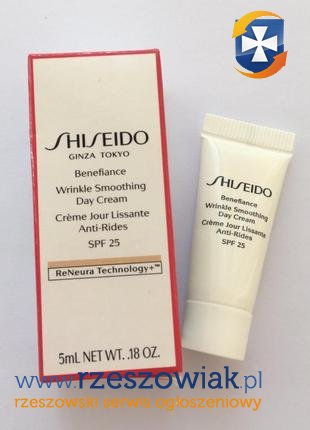 SHISEIDO
GINZA TOKYO
Benefiance
Wrinkle Smoothing
Day Cream
Crème Jour Lissante
Anti-Rides
SPF 25
ReNeura Technology+™
5mL NET WT. .18 OZ.
SHISEIDO
GINZA TOKYO
Benefiance
Wrinkle Smoothing
Day Cream
Crème Jour Lissante
Anti-Rides
SPF 25
www.rzeszowiak.pl
rzeszowski serwis ogłoszeniowy